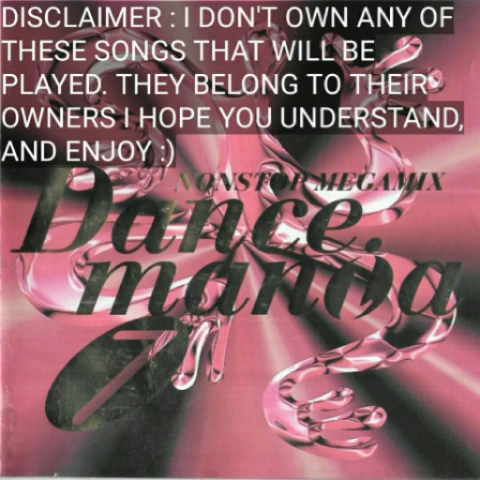 DISCLAIMER : I DON'T OWN ANY OF
THESE SONGS THAT WILL BE
PLAYED. THEY BELONG TO THEIR
OWNERS I HOPE YOU UNDERSTAND,
AND ENJOY :)
NONSTOP MEGAMIX
Dance
mania
7